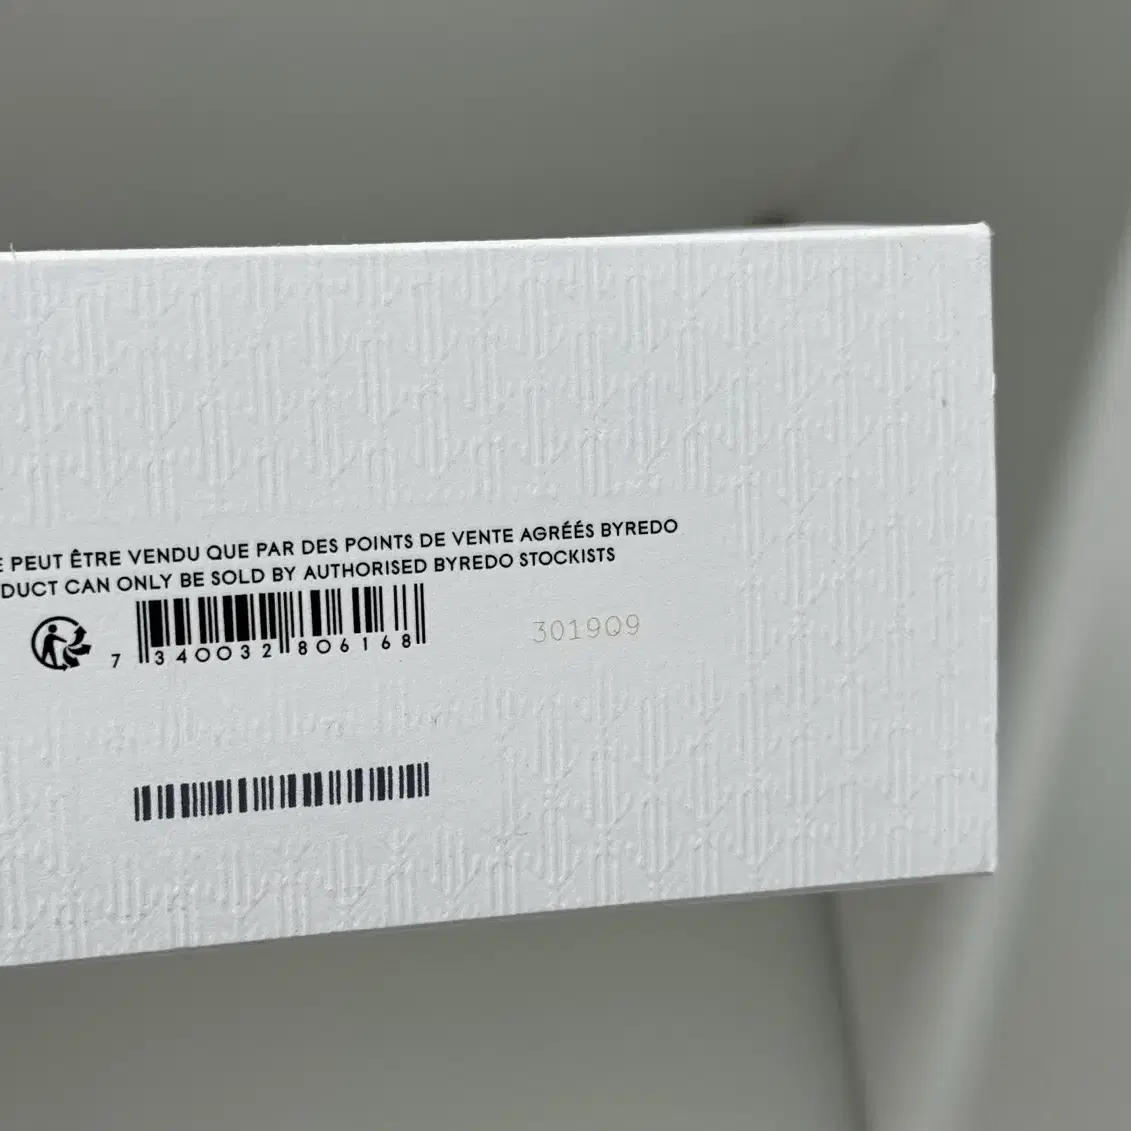 E PEUT ÊTRE VENDU QUE PAR DES POINTS DE VENTE AGRÉÉS BYREDO
DUCT CAN ONLY BE SOLD BY AUTHORISED BYREDO STOCKISTS
7 340032 806168
3019Q9